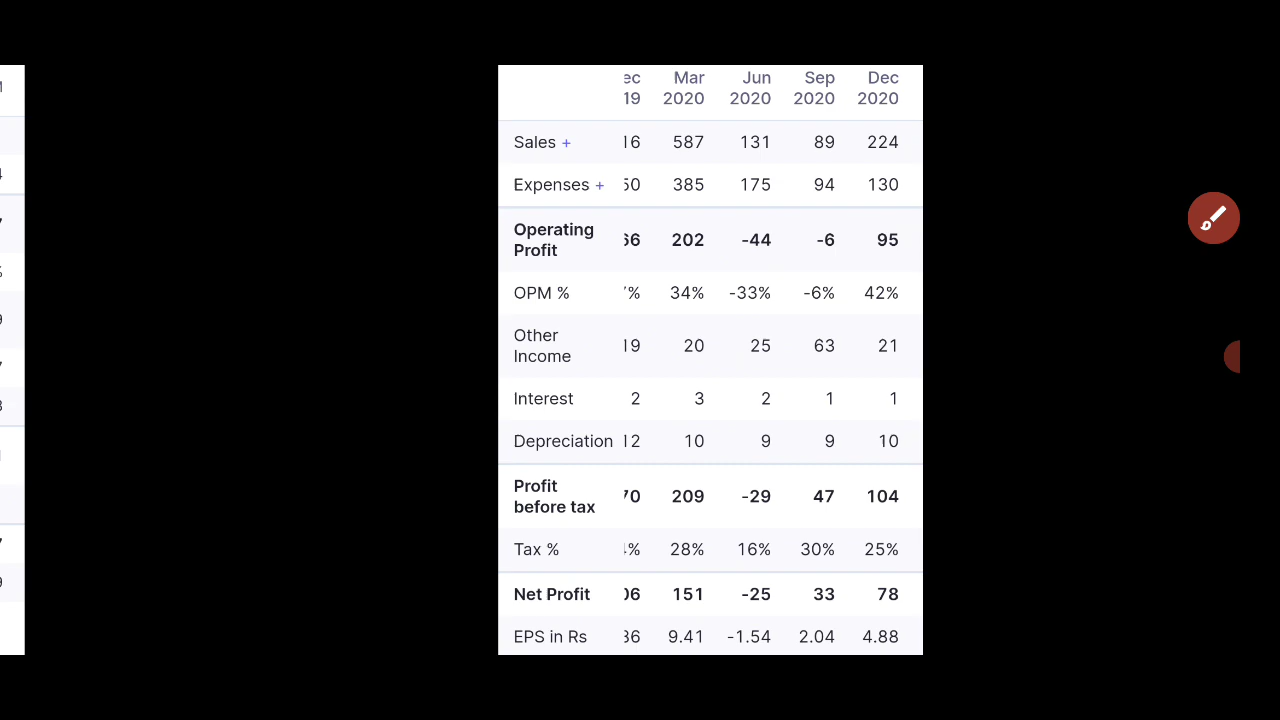 Mar Jun Sep Dec
2020 2020 2020 2020
Sales + 587 131 89 224
Expenses + 385 175 94 130
Operating
Profit 202 -44 -6 95
OPM % 34% -33% -6% 42%
Other
Income 19 20 25 63 21
Interest 2 3 2 1 1
Depreciation 12 10 9 9 10
Profit
before tax 209 -29 47 104
Tax % 28% 16% 30% 25%
Net Profit 151 -25 33 78
EPS in Rs 9.41 -1.54 2.04 4.88